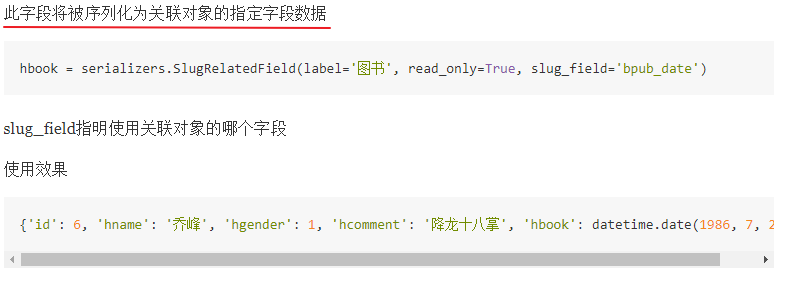 此字段将被序列化为关联对象的指定字段数据
hbook = serializers.SlugRelatedField(label='图书', read_only=True, slug_field='bpub_date')
slug_field指明使用关联对象的哪个字段
使用效果
{'id': 6, 'hname': '乔峰', 'hgender': 1, 'hcomment': '降龙十八掌', 'hbook': datetime.date(1986, 7, 2